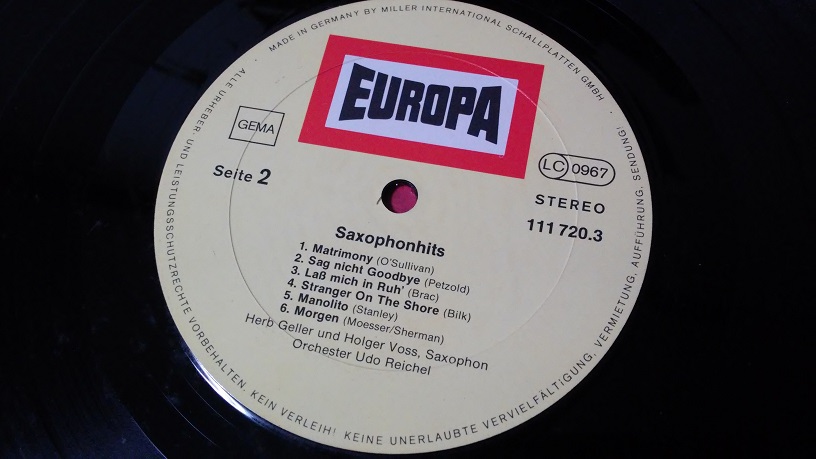 MADE IN GERMANY BY MILLER INTERNATIONAL SCHALLPLATTEN GMBH ·
EUROPA
GEMA
LC 0967
Seite 2
STEREO
111 720.3
Saxophonhits
1. Matrimony (O'Sullivan)
2. Sag nicht Goodbye (Petzold)
3. Laß mich in Ruh' (Brac)
4. Stranger On The Shore (Bilk)
5. Manolito (Stanley)
6. Morgen (Moesser/Sherman)
Herb Geller und Holger Voss, Saxophon
Orchester Udo Reichel
· ALLE URHEBER- UND LEISTUNGSSCHUTZRECHTE VORBEHALTEN. KEIN VERLEIH! KEINE UNERLAUBTE VERVIELFÄLTIGUNG, VERMIETUNG, AUFFÜHRUNG, SENDUNG!